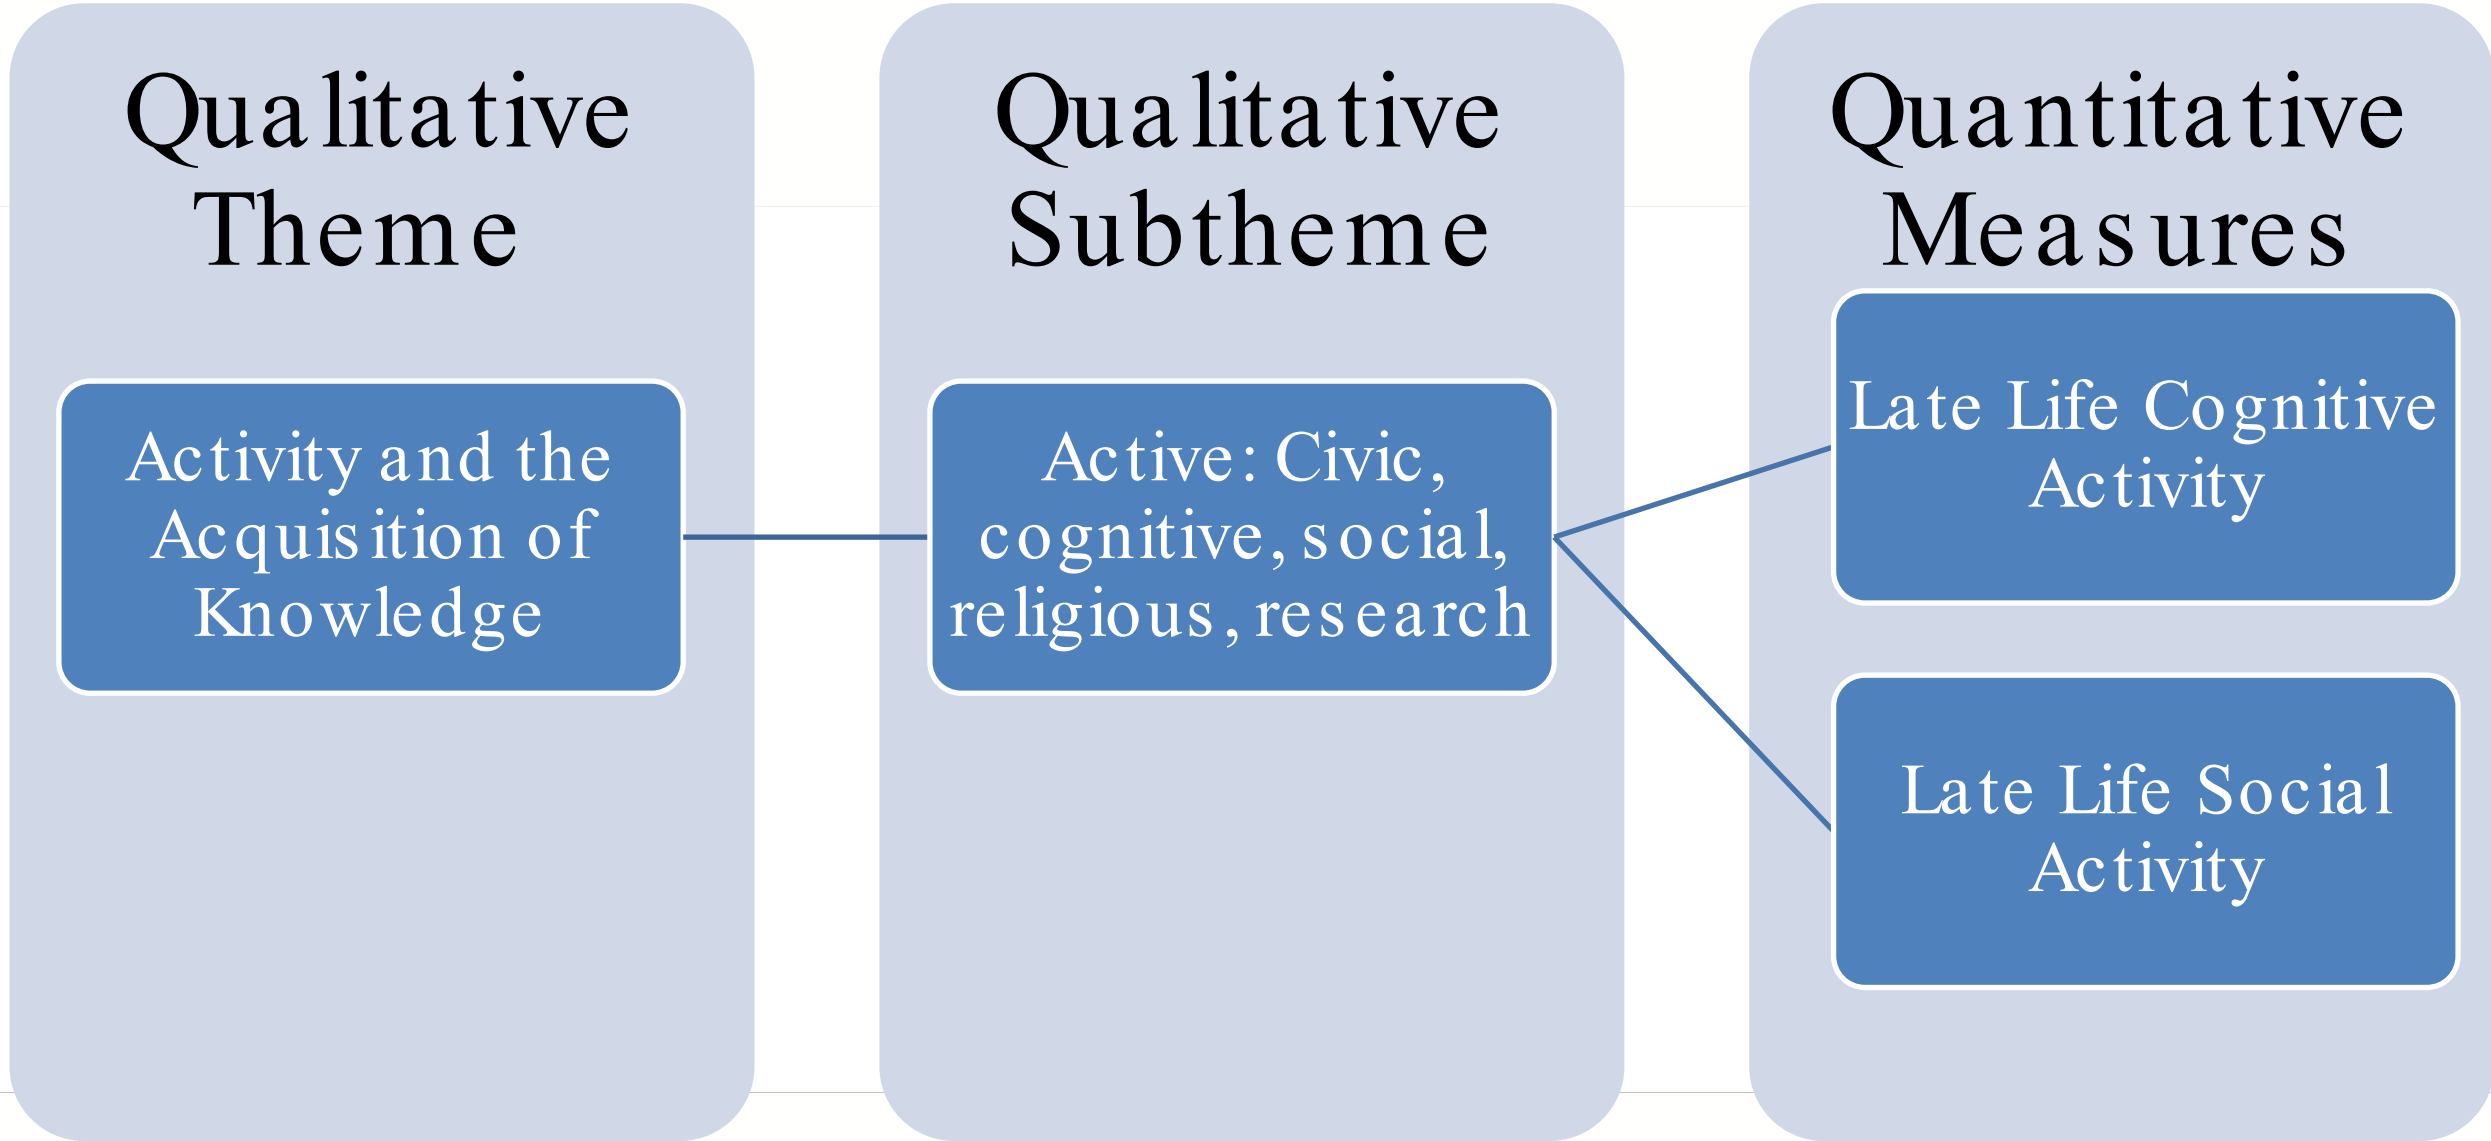 Qualitative
Theme
Activity and the
Acquisition of
Knowledge
Qualitative
Subtheme
Active: Civic,
cognitive, social,
religious, research
Quantitative
Measures
Late Life Cognitive
Activity
Late Life Social
Activity